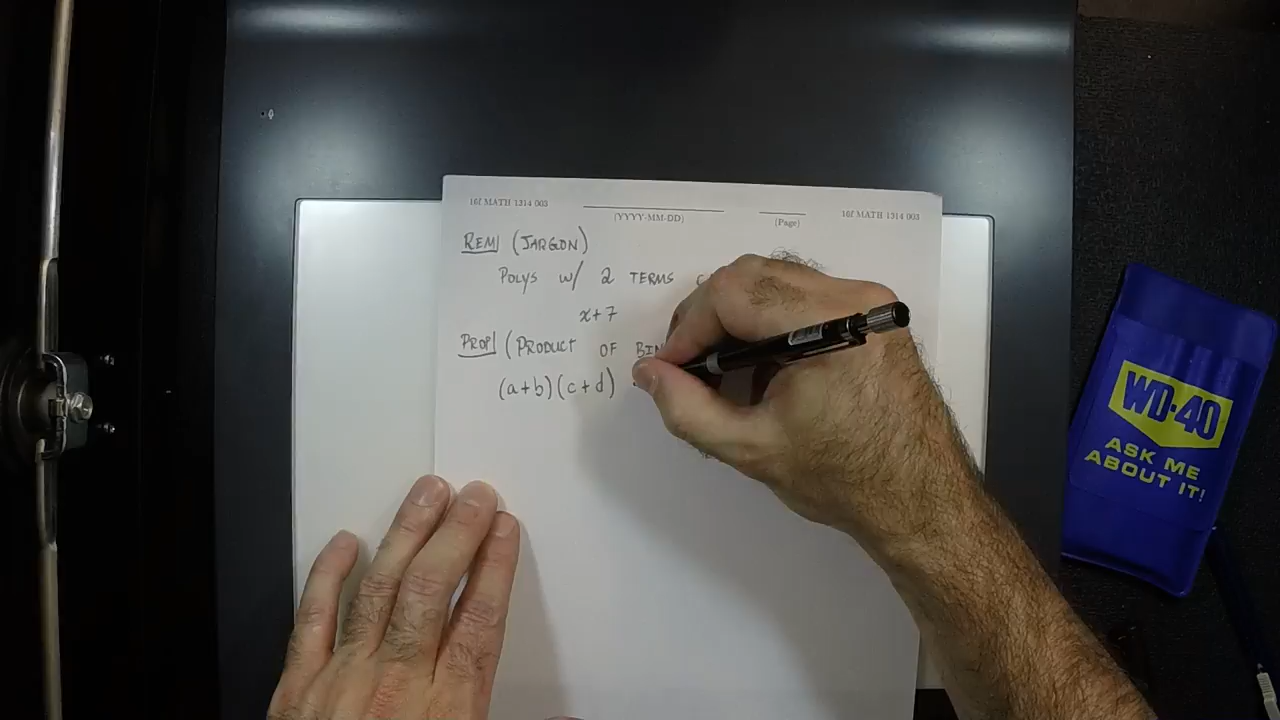 16f MATH 1314 003 (YYYY-MM-DD) (Page) 16f MATH 1314 003
REM (JARGON)
POLYS W/ 2 TERMS
x+7
PROP (PRODUCT OF
(a+b)(c+d)
WD-40
ASK ME
ABOUT IT!